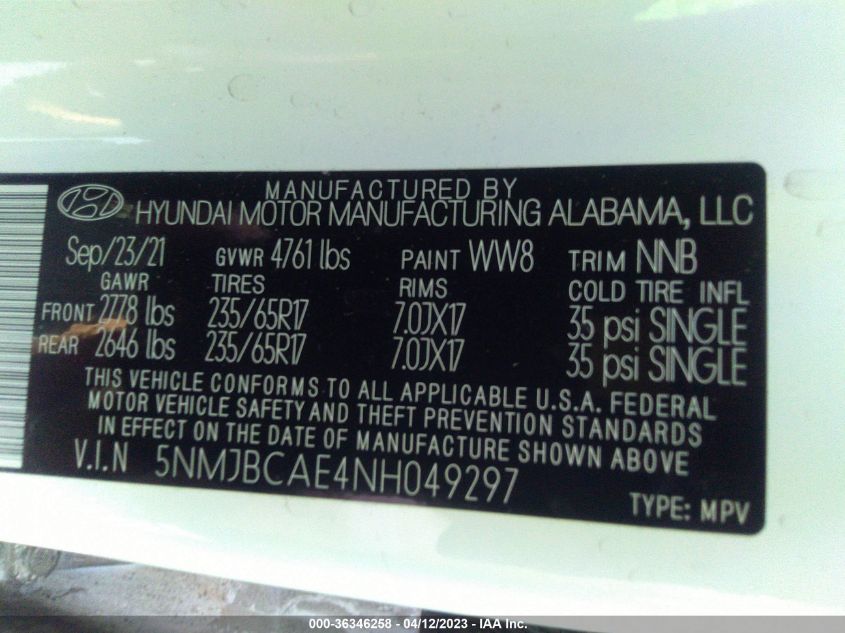 MANUFACTURED BY
HYUNDAI MOTOR MANUFACTURING ALABAMA, LLC
Sep/23/21 GVWR 4761 lbs PAINT WW8 TRIM NNB
GAWR TIRES RIMS COLD TIRE INFL
FRONT 2778 lbs 235/65R17 7.0JX17 35 psi SINGLE
REAR 2646 lbs 235/65R17 7.0JX17 35 psi SINGLE
THIS VEHICLE CONFORMS TO ALL APPLICABLE U.S.A. FEDERAL
MOTOR VEHICLE SAFETY AND THEFT PREVENTION STANDARDS
IN EFFECT ON THE DATE OF MANUFACTURE SHOWN ABOVE
V.I.N 5NMJBCAE4NH049297
TYPE: MPV
000-36346258 - 04/12/2023 - IAA Inc.